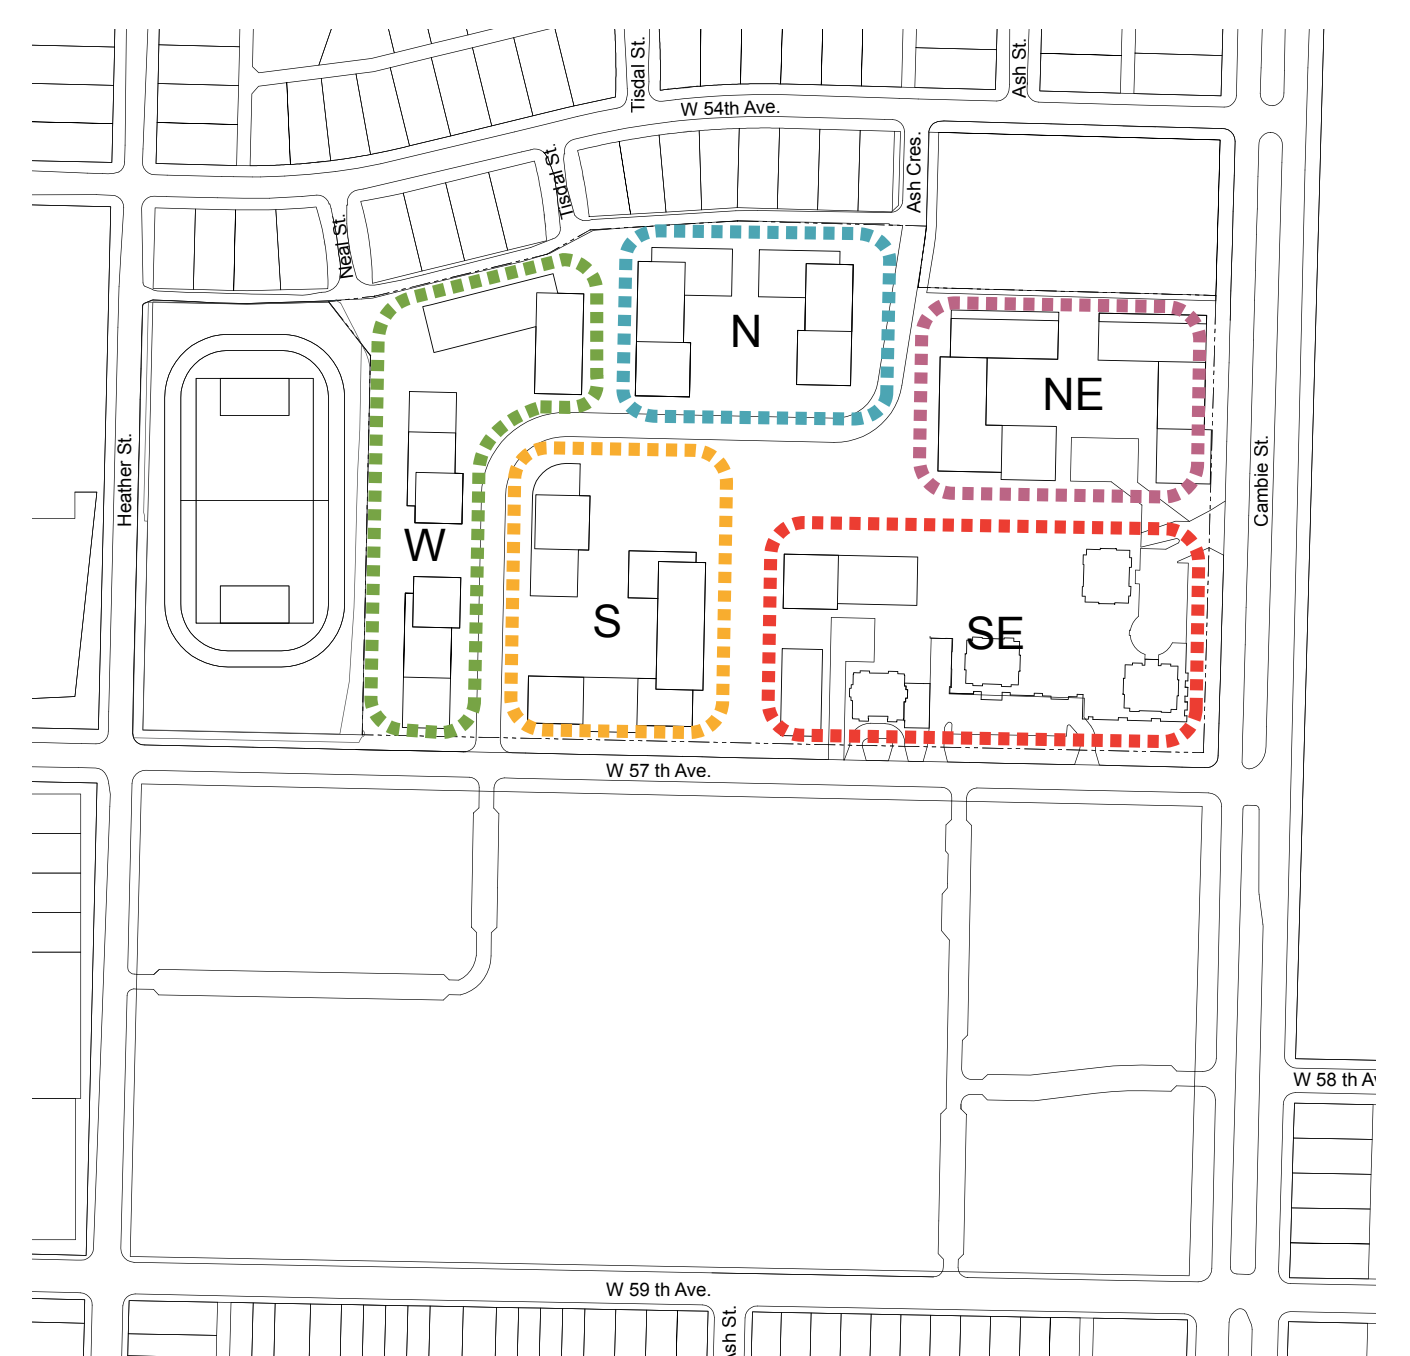 Tisdal St.
Ash St.
W 54th Ave.
Ash Cres.
Tisdal St.
Neal St.
N
NE
Heather St.
Cambie St.
W
S
SE
W 57 th Ave.
W 58 th Av
W 59 th Ave.
Ash St.